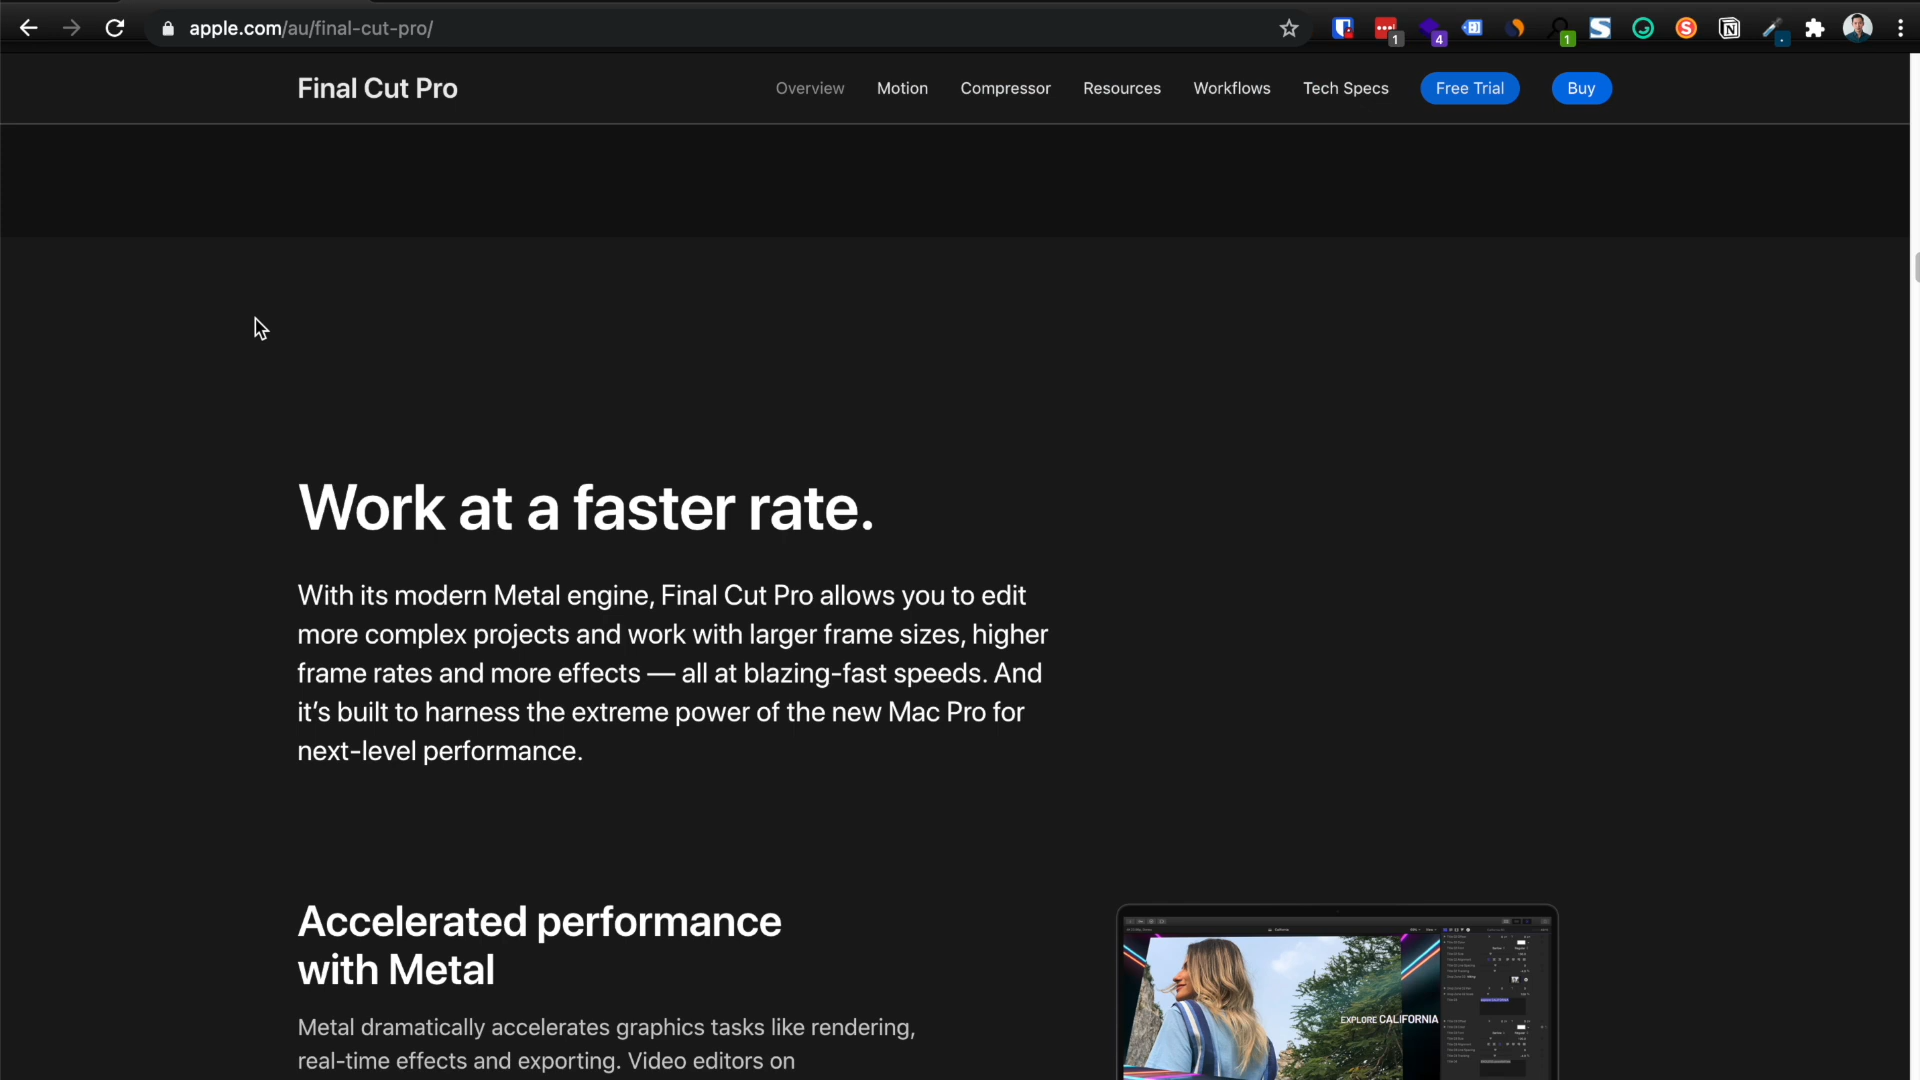 apple.com/au/final-cut-pro/
1
4
1
Final Cut Pro
Overview
Motion
Compressor
Resources
Workflows
Tech Specs
Free Trial
Buy
Work at a faster rate.
With its modern Metal engine, Final Cut Pro allows you to edit
more complex projects and work with larger frame sizes, higher
frame rates and more effects — all at blazing-fast speeds. And
it’s built to harness the extreme power of the new Mac Pro for
next-level performance.
Accelerated performance
with Metal
Metal dramatically accelerates graphics tasks like rendering,
real-time effects and exporting. Video editors on
EXPLORE CALIFORNIA